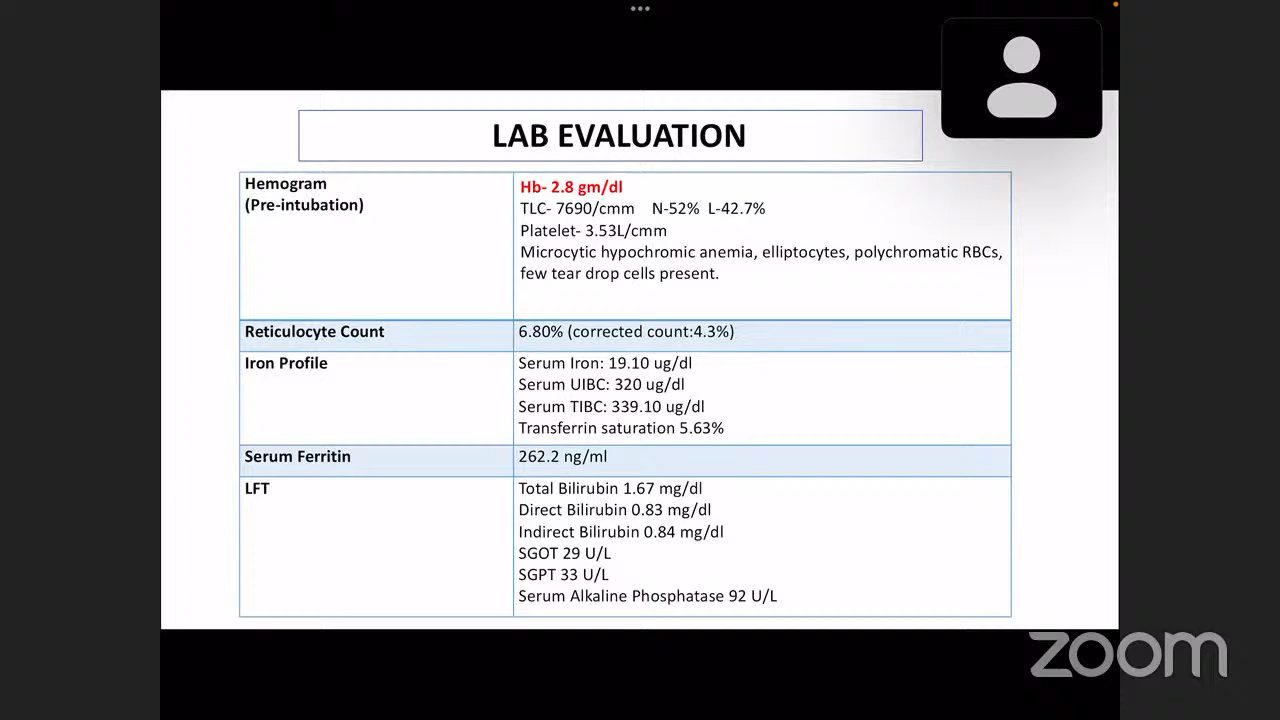 LAB EVALUATION
Hemogram
(Pre-intubation)
Hb- 2.8 gm/dl
TLC- 7690/cmm N-52% L-42.7%
Platelet- 3.53L/cmm
Microcytic hypochromic anemia, elliptocytes, polychromatic RBCs,
few tear drop cells present.
Reticulocyte Count
6.80% (corrected count:4.3%)
Iron Profile
Serum Iron: 19.10 ug/dl
Serum UIBC: 320 ug/dl
Serum TIBC: 339.10 ug/dl
Transferrin saturation 5.63%
Serum Ferritin
262.2 ng/ml
LFT
Total Bilirubin 1.67 mg/dl
Direct Bilirubin 0.83 mg/dl
Indirect Bilirubin 0.84 mg/dl
SGOT 29 U/L
SGPT 33 U/L
Serum Alkaline Phosphatase 92 U/L
zoom